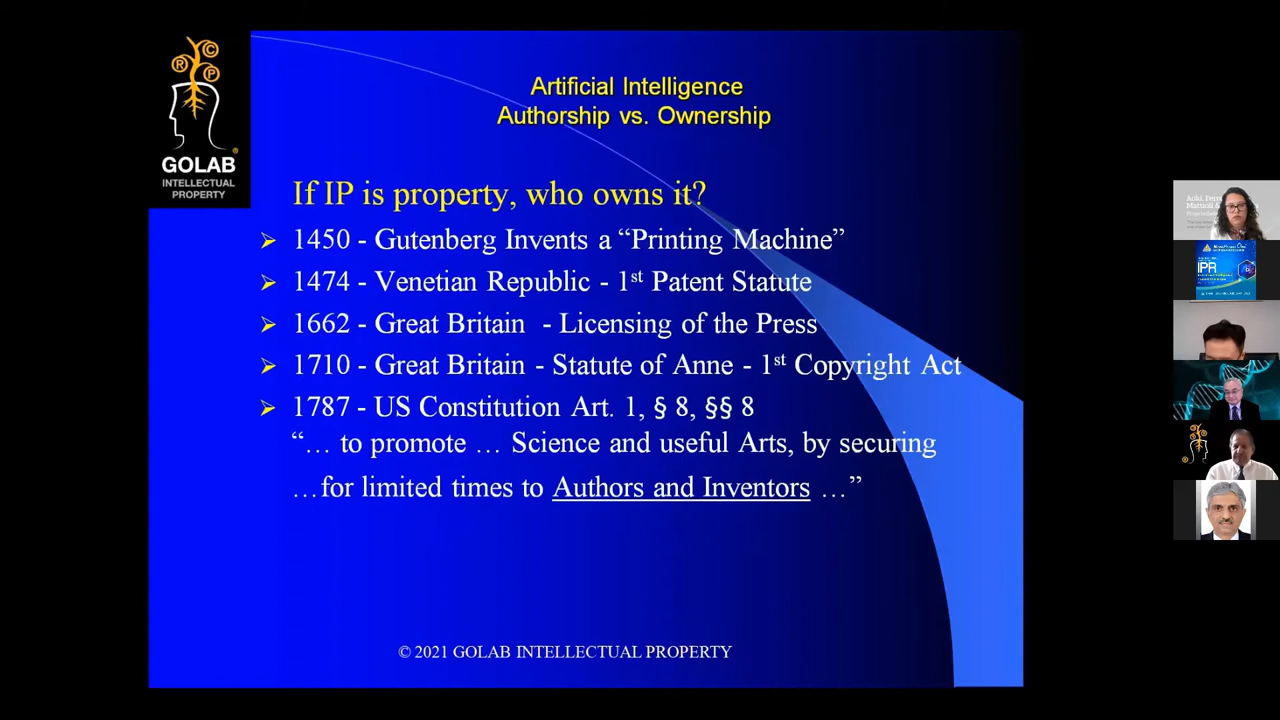 GOLAB
INTELLECTUAL
PROPERTY
Artificial Intelligence
Authorship vs. Ownership
If IP is property, who owns it?
1450 - Gutenberg Invents a “Printing Machine”
1474 - Venetian Republic - 1st Patent Statute
1662 - Great Britain - Licensing of the Press
1710 - Great Britain - Statute of Anne - 1st Copyright Act
1787 - US Constitution Art. 1, § 8, §§ 8
“… to promote … Science and useful Arts, by securing
…for limited times to Authors and Inventors …”
© 2021 GOLAB INTELLECTUAL PROPERTY
IPR